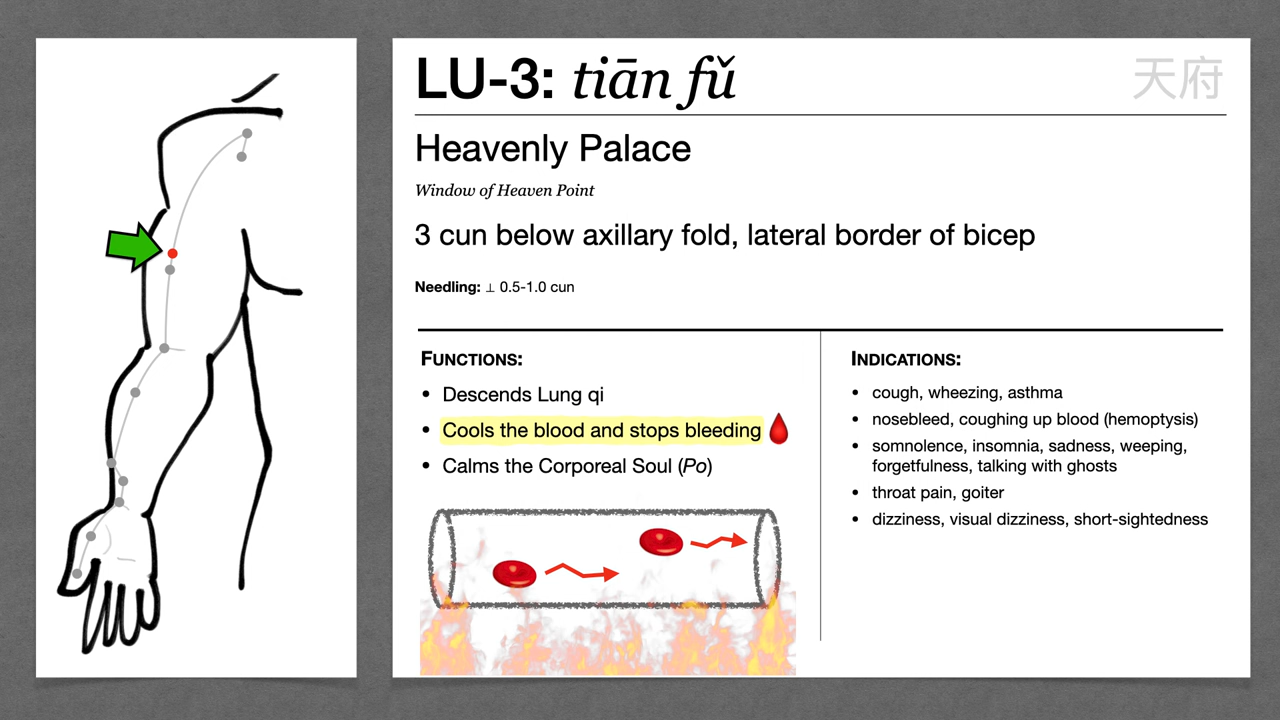 LU-3: tiān fǔ
天府
Heavenly Palace
Window of Heaven Point
3 cun below axillary fold, lateral border of bicep
Needling: ⊥ 0.5-1.0 cun
FUNCTIONS:
• Descends Lung qi
• Cools the blood and stops bleeding
• Calms the Corporeal Soul (Po)
INDICATIONS:
• cough, wheezing, asthma
• nosebleed, coughing up blood (hemoptysis)
• somnolence, insomnia, sadness, weeping,
forgetfulness, talking with ghosts
• throat pain, goiter
• dizziness, visual dizziness, short-sightedness